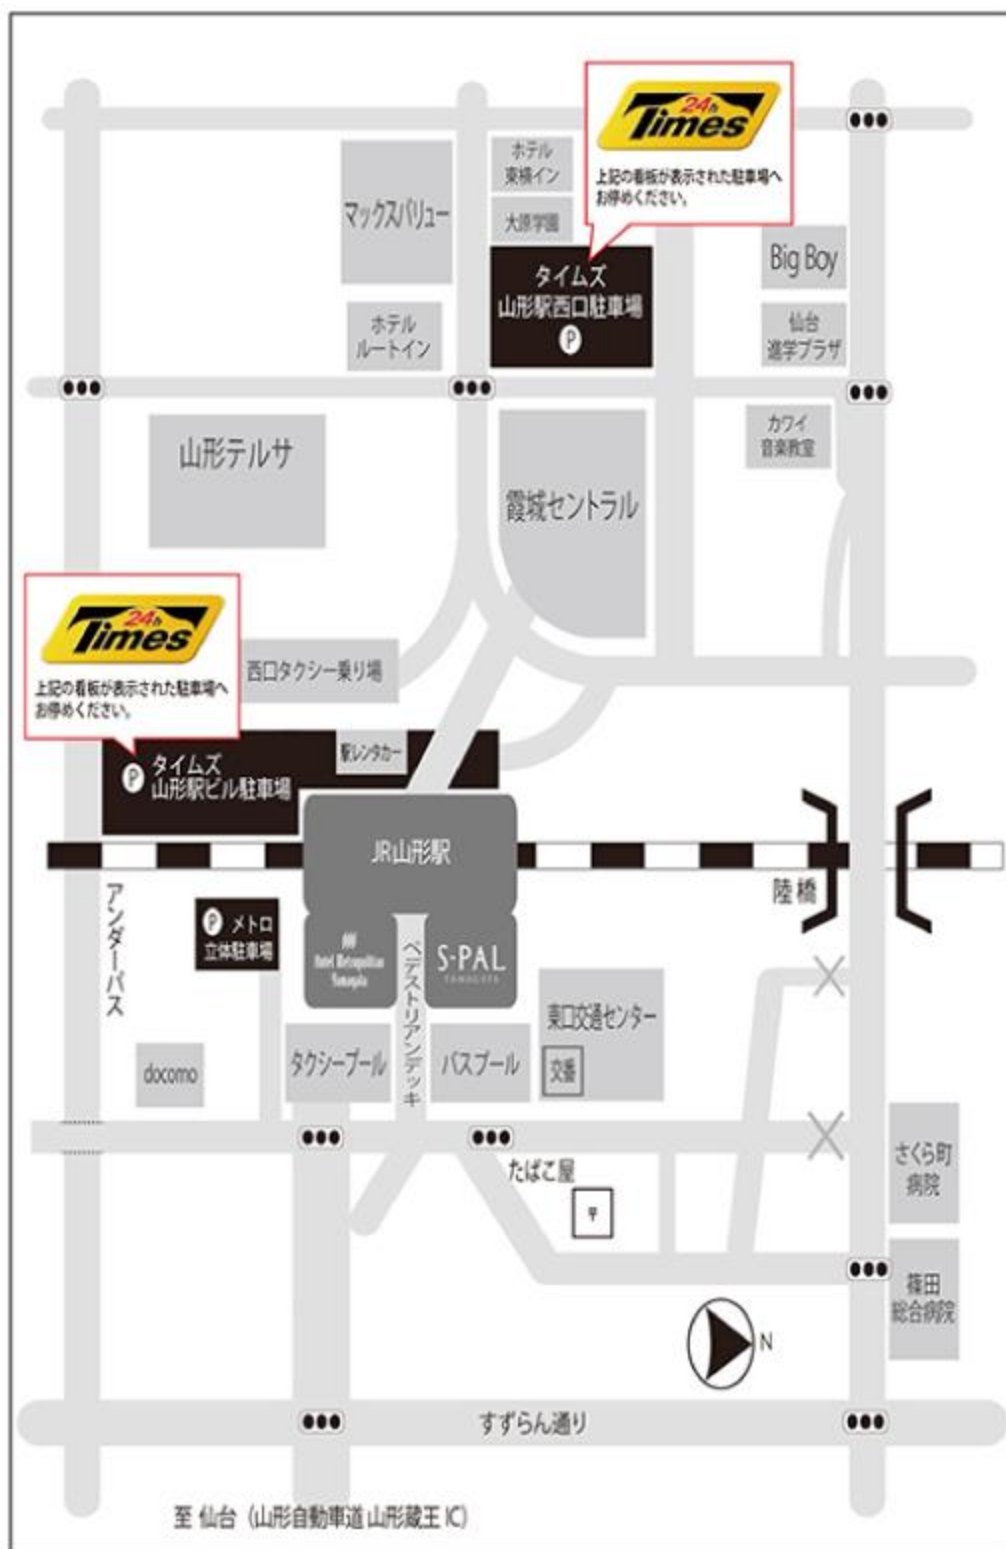 24h
Times
上記の看板が表示された駐車場へ
お停めください。
ホテル
東横イン
マックスバリュー
大原学園
Big Boy
タイムズ
山形駅西口駐車場
P
ホテル
ルートイン
仙台
進学プラザ
カワイ
音楽教室
山形テルサ
霞城セントラル
24h
Times
上記の看板が表示された駐車場へ
お停めください。
西口タクシー乗り場
駅レンタカー
P
タイムズ
山形駅ビル駐車場
JR山形駅
陸橋
アンダーパス
P メトロ
立体駐車場
Hotel Metropolitan
Yamagata
ペデストリアンデッキ
S-PAL
YAMAGATA
東口交通センター
交番
docomo
タクシープール
バスプール
さくら町
病院
たばこ屋
〒
篠田
総合病院
N
すずらん通り
至 仙台（山形自動車道 山形蔵王 IC）